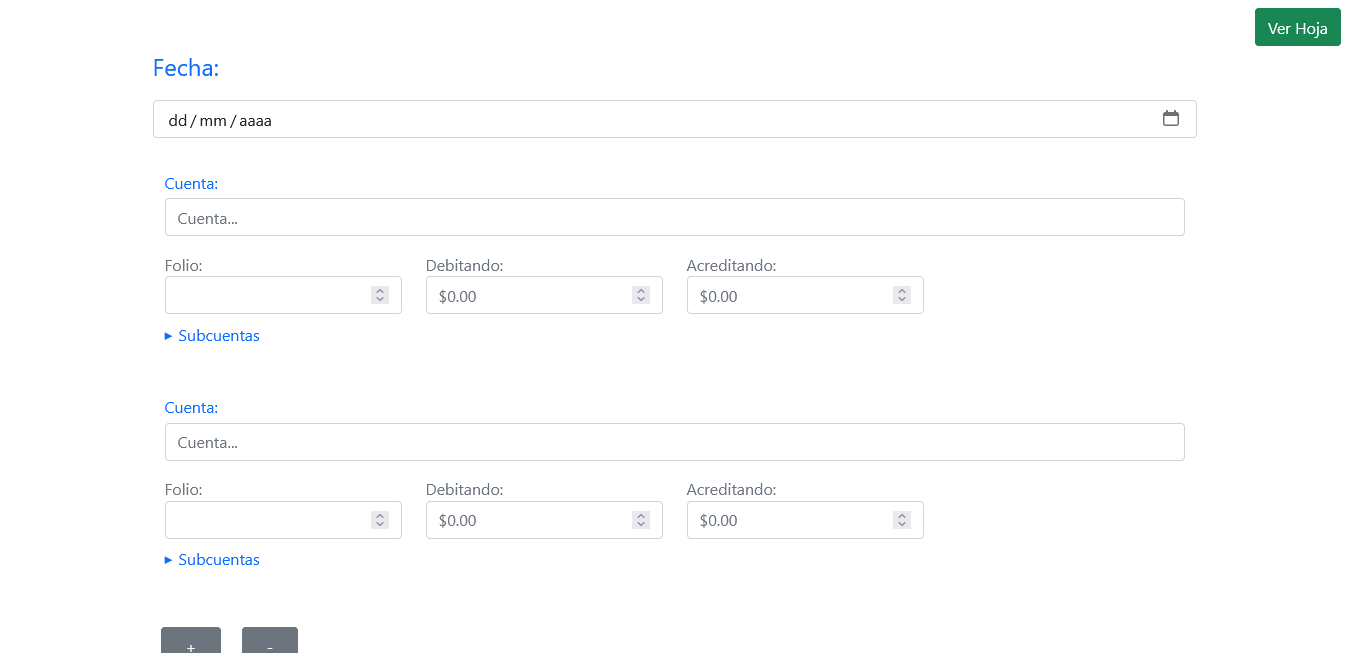 Ver Hoja
Fecha:
dd / mm / aaaa
Cuenta:
Cuenta...
Folio: Debitando: Acreditando:
$0.00 $0.00
▸ Subcuentas
Cuenta:
Cuenta...
Folio: Debitando: Acreditando:
$0.00 $0.00
▸ Subcuentas
+ -